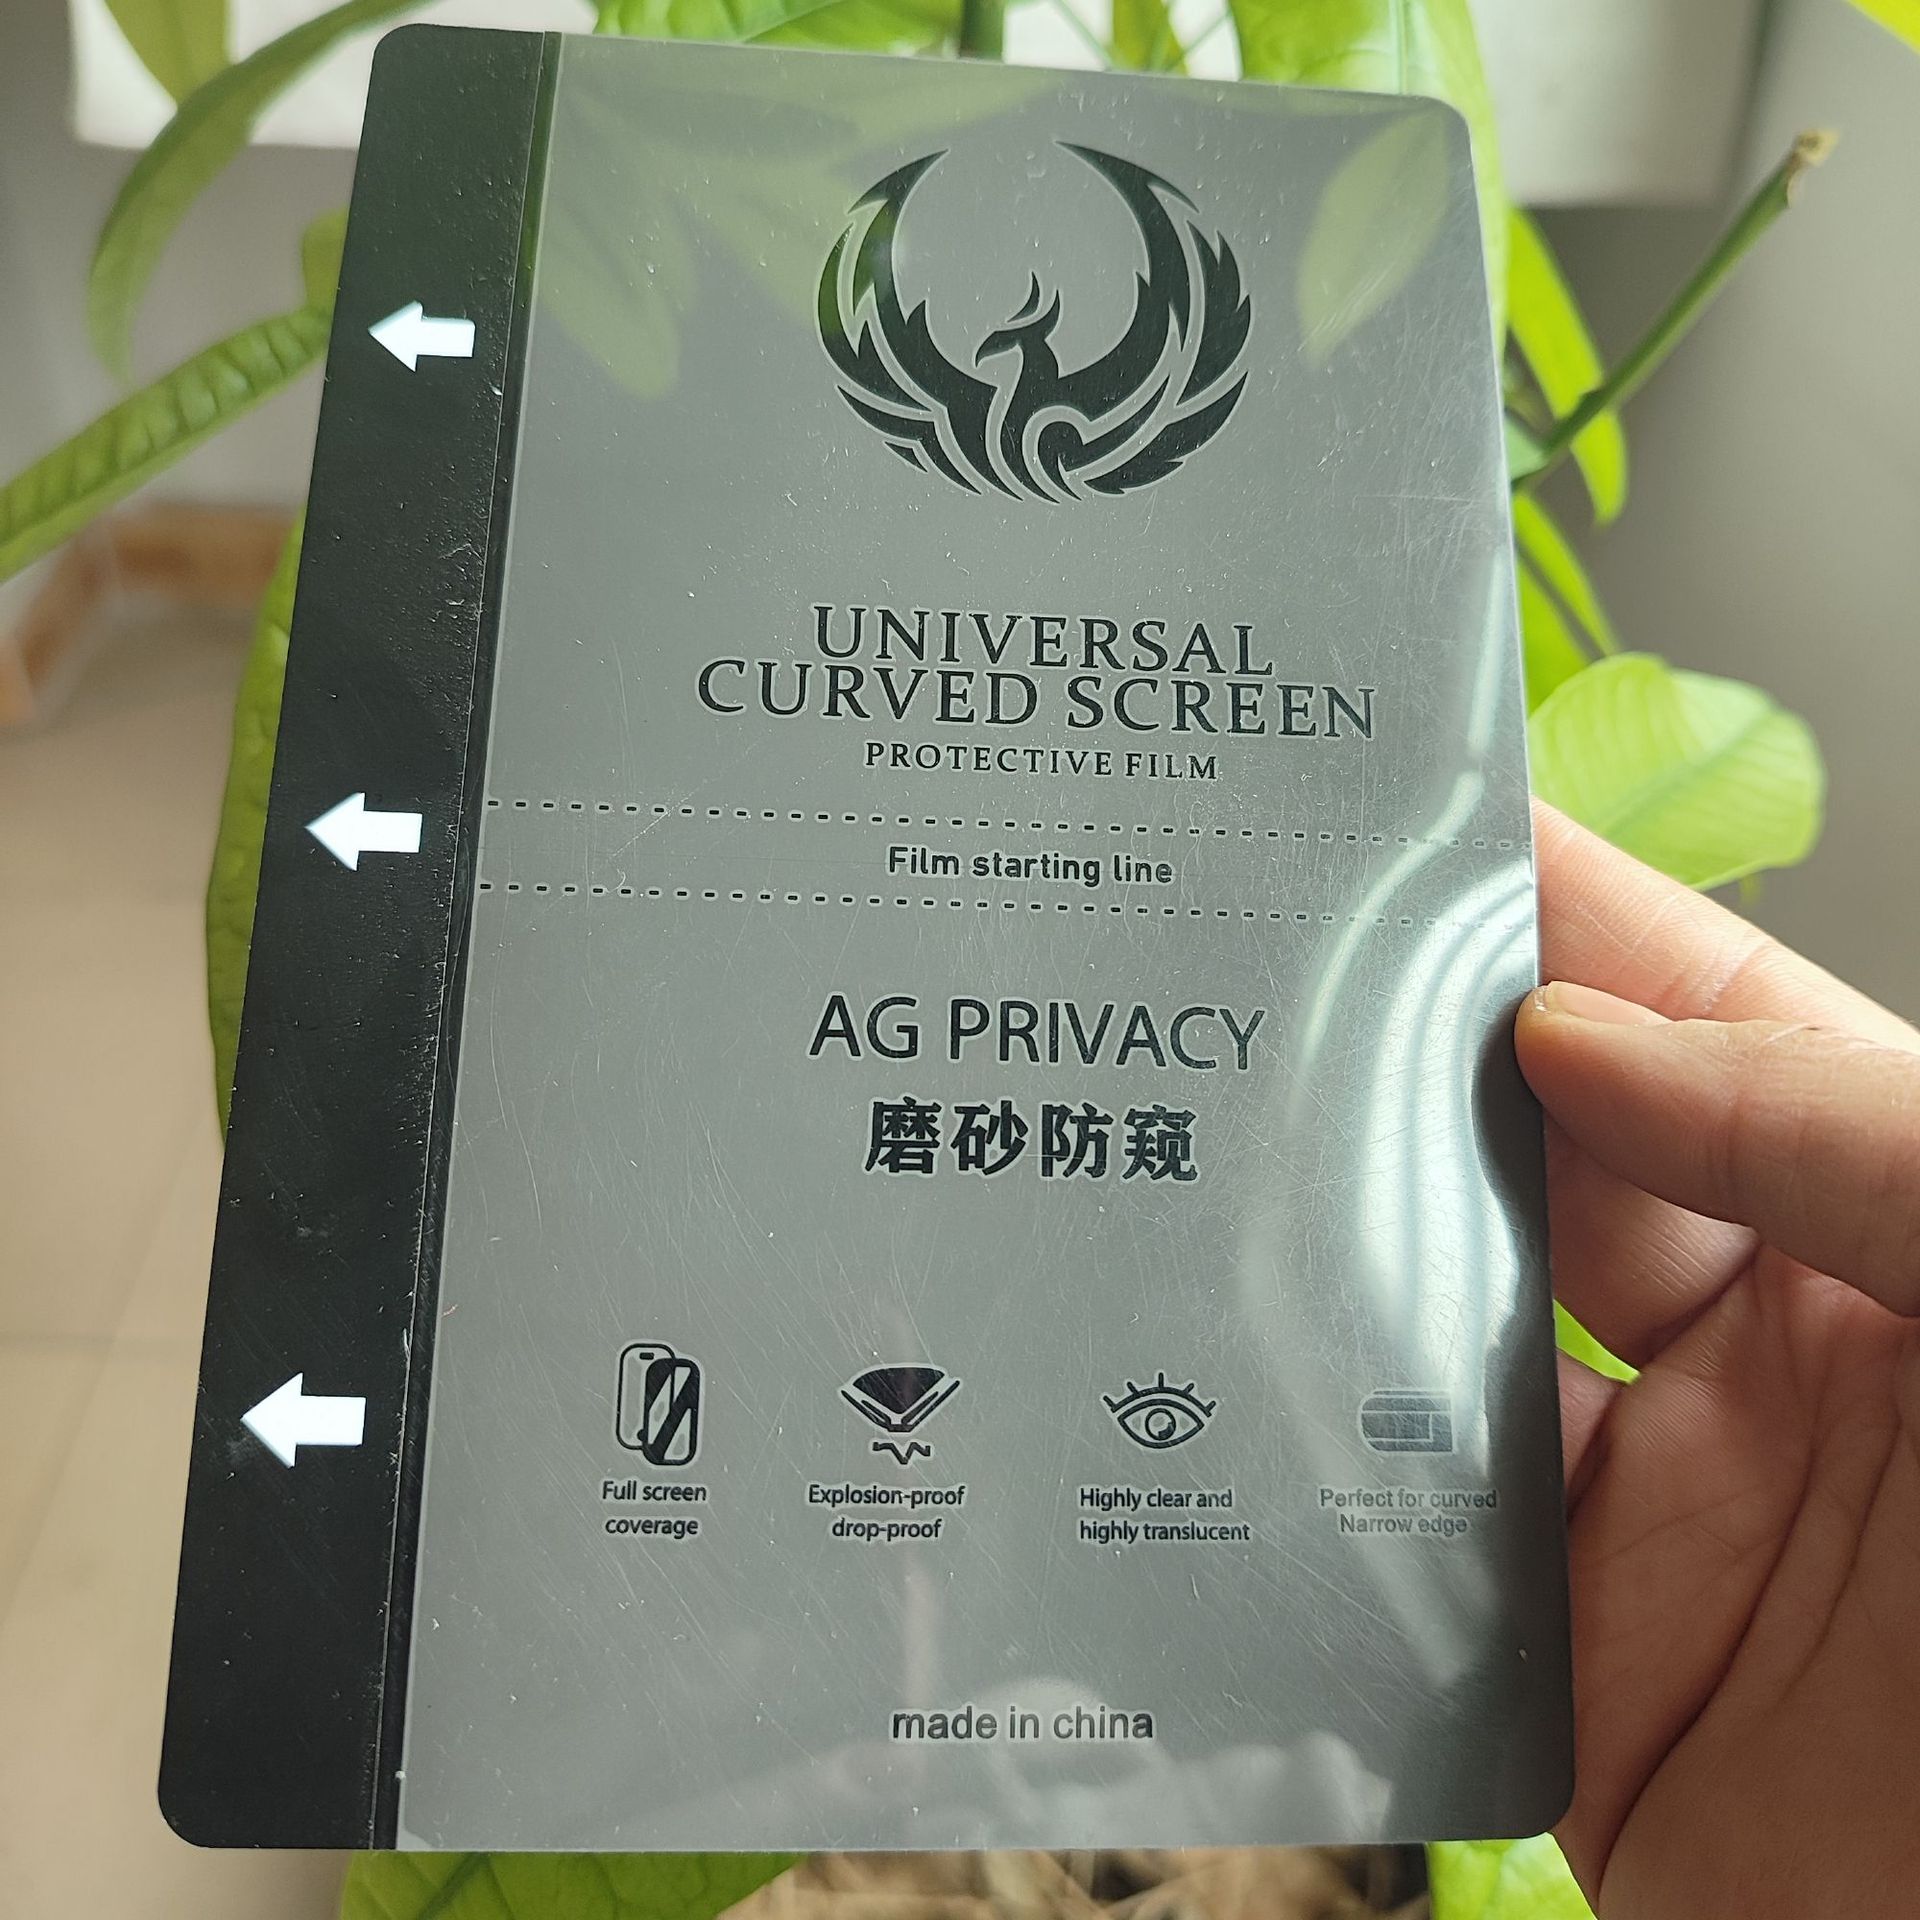 UNIVERSAL
CURVED SCREEN
PROTECTIVE FILM
Film starting line
AG PRIVACY
磨砂防窥
Full screen
coverage
Explosion-proof
drop-proof
Highly clear and
highly translucent
Perfect for curved
Narrow edge
made in china